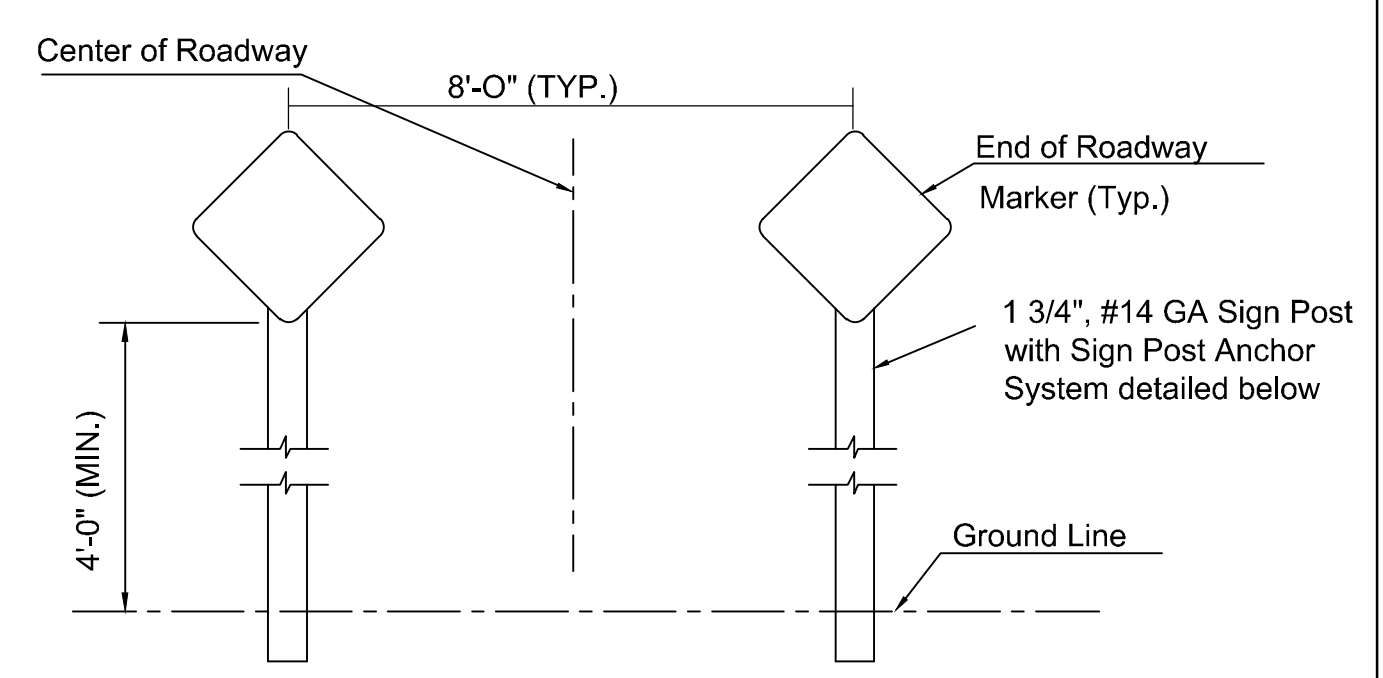 Center of Roadway
8'-O" (TYP.)
End of Roadway
Marker (Typ.)
1 3/4", #14 GA Sign Post
with Sign Post Anchor
System detailed below
4'-0" (MIN.)
Ground Line